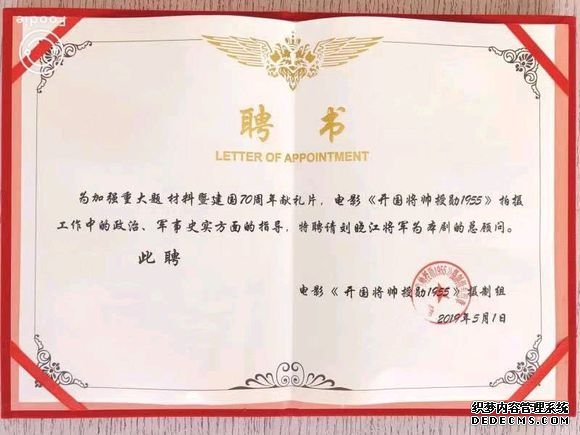 Foodie
聘书
LETTER OF APPOINTMENT
为加强重大题材料暨建国70周年献礼片,电影《开国将帅授勋1955》拍摄
工作中的政治、军事史实方面的指导,特聘请刘晓江将军为本剧的总顾问。
此聘
电影《开国将帅授勋1955》摄制组
2019年5月1日
织梦内容管理系统
DEDECMS.COM